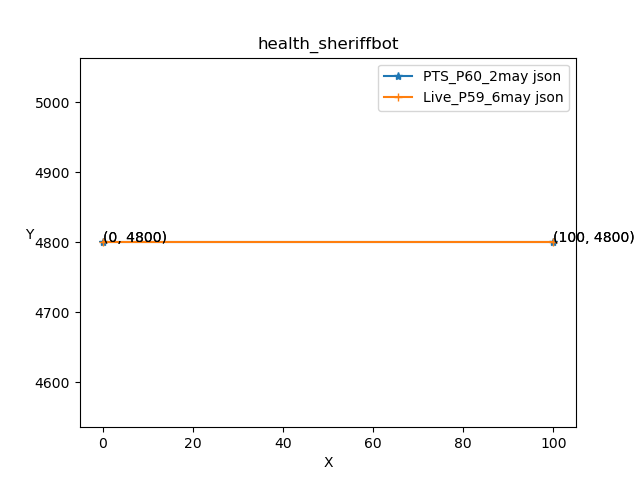 health_sheriffbot
PTS_P60_2may json
Live_P59_6may json
5000
4900
Y
4800
4700
4600
(0, 4800)
(100, 4800)
0
20
40
60
80
100
X